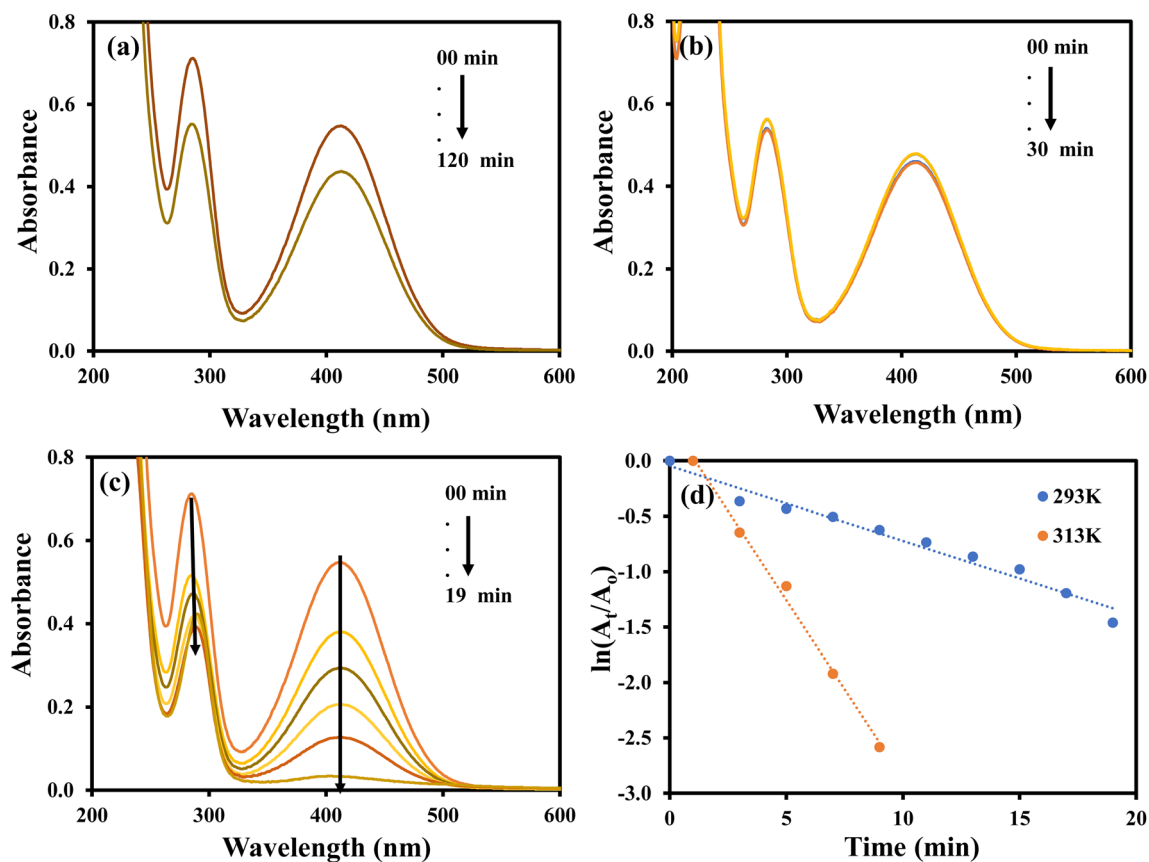 (a)
00 min
.
.
.
120 min
Absorbance
0.8
0.6
0.4
0.2
0.0
200 300 400 500 600
Wavelength (nm)
(b)
00 min
.
.
.
30 min
Absorbance
0.8
0.6
0.4
0.2
0.0
200 300 400 500 600
Wavelength (nm)
(c)
00 min
.
.
.
19 min
Absorbance
0.8
0.6
0.4
0.2
0.0
200 300 400 500 600
Wavelength (nm)
(d)
293K
313K
ln(At/Ao)
0.0
-0.5
-1.0
-1.5
-2.0
-2.5
-3.0
0 5 10 15 20
Time (min)